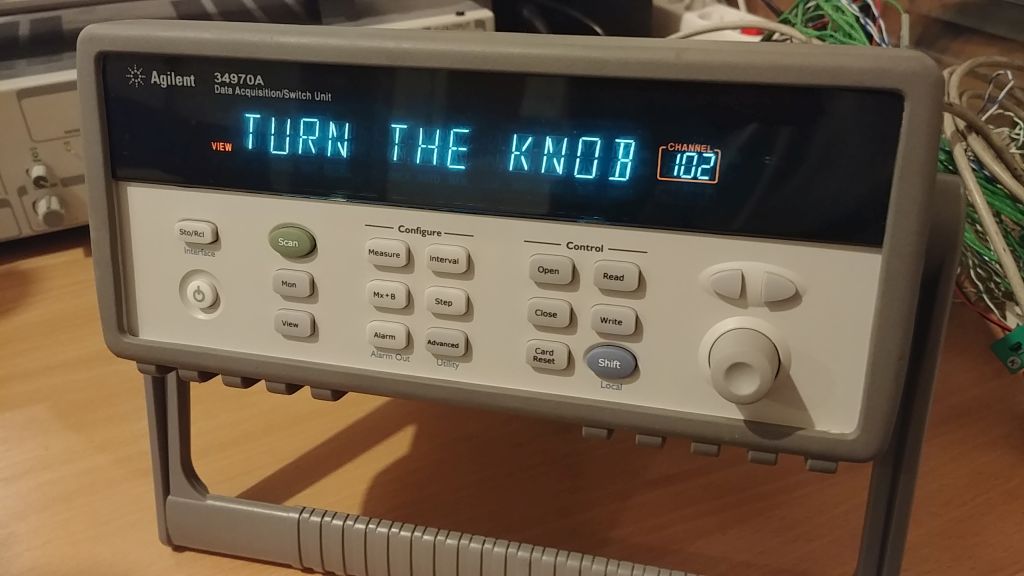 Agilent
34970A
Data Acquisition/Switch Unit
VIEW
TURN THE KNOB
CHANNEL
102
Sto/Rcl
Interface
Scan
Mon
View
Configure
Measure
Interval
Mx+B
Step
Alarm
Advanced
Alarm Out
Utility
Control
Open
Read
Close
Write
Card
Reset
Shift
Local